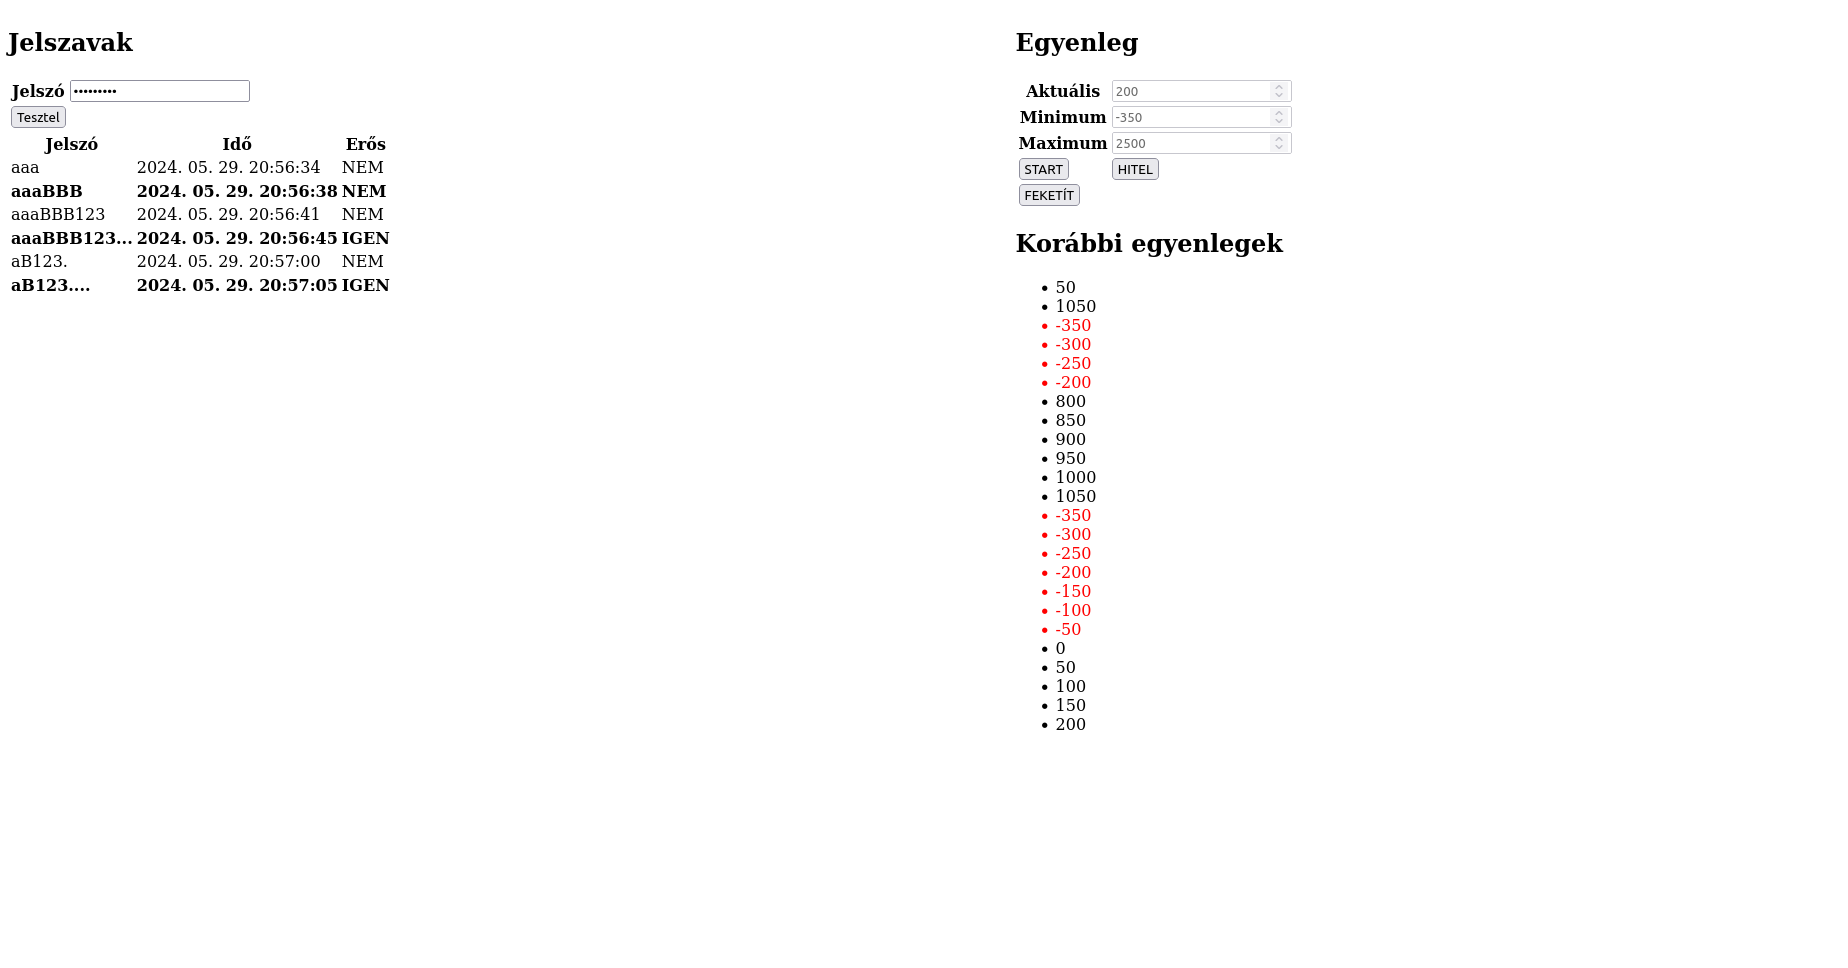 Jelszavak
Jelszó •••••••••
Tesztel
Jelszó Idő Erős
aaa 2024. 05. 29. 20:56:34 NEM
aaaBBB 2024. 05. 29. 20:56:38 NEM
aaaBBB123 2024. 05. 29. 20:56:41 NEM
aaaBBB123... 2024. 05. 29. 20:56:45 IGEN
aB123. 2024. 05. 29. 20:57:00 NEM
aB123.... 2024. 05. 29. 20:57:05 IGEN
Egyenleg
Aktuális 200
Minimum -350
Maximum 2500
START HITEL
FEKETÍT
Korábbi egyenlegek
• 50
• 1050
• -350
• -300
• -250
• -200
• 800
• 850
• 900
• 950
• 1000
• 1050
• -350
• -300
• -250
• -200
• -150
• -100
• -50
• 0
• 50
• 100
• 150
• 200